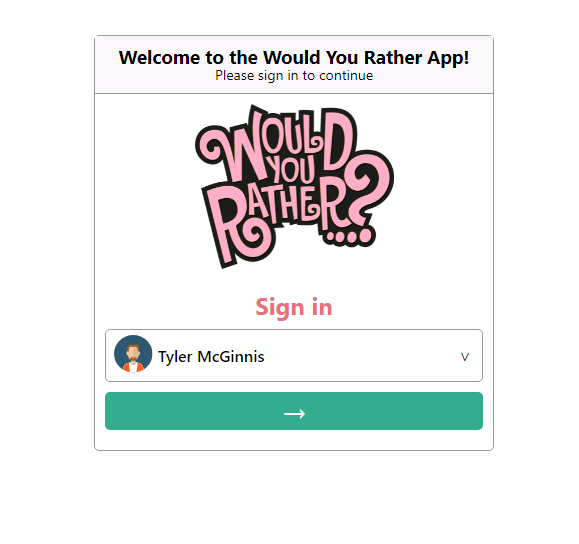 Welcome to the Would You Rather App!
Please sign in to continue
WOULD
YOU
RATHER...?
Sign in
Tyler McGinnis
V
→